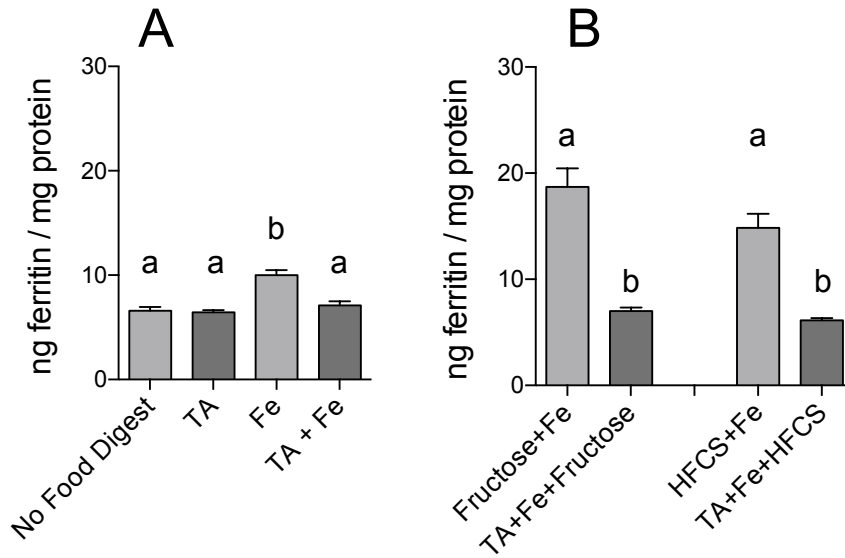 A
ng ferritin / mg protein
30
20
10
0
a
a
b
a
No Food Digest
TA
Fe
TA + Fe
B
ng ferritin / mg protein
30
20
10
0
a
b
a
b
Fructose+Fe
TA+Fe+Fructose
HFCS+Fe
TA+Fe+HFCS